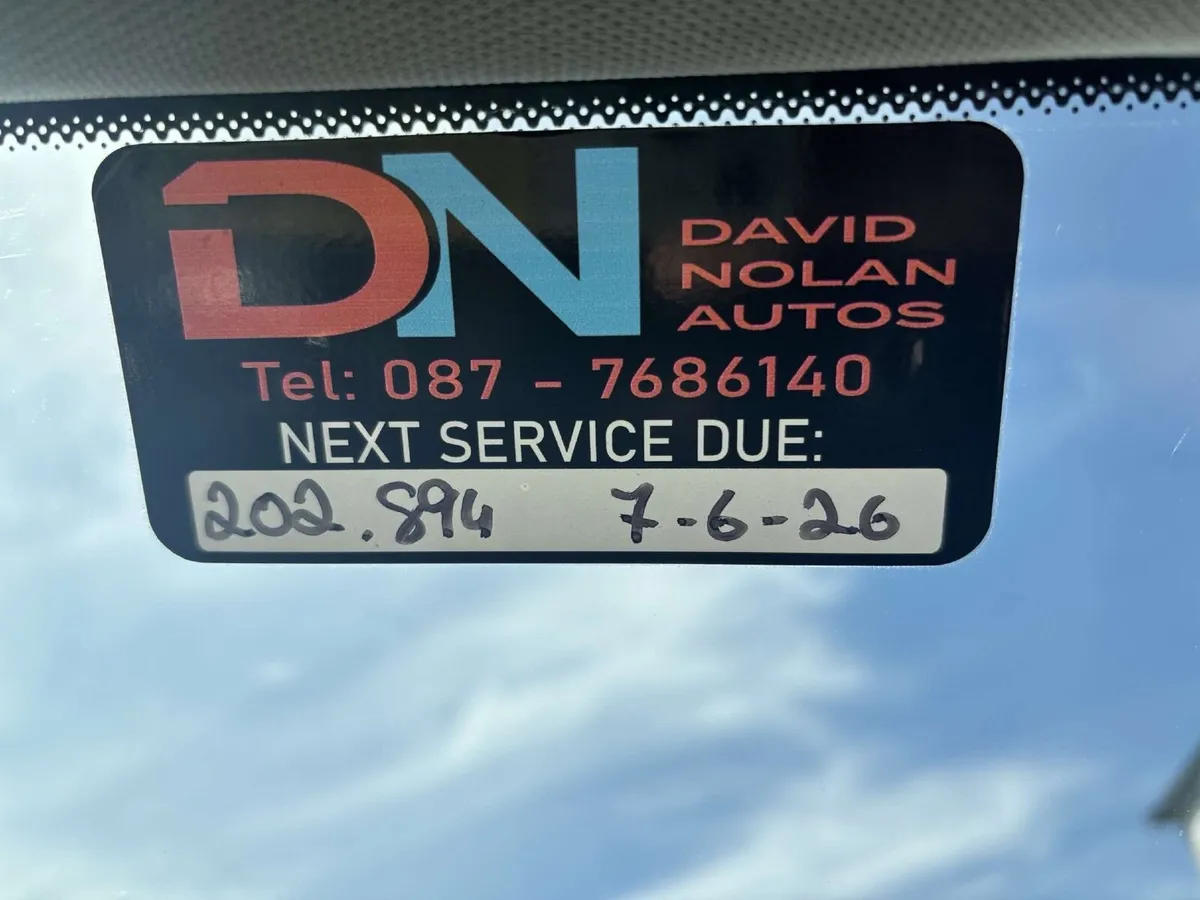 DN
DAVID
NOLAN
AUTOS
Tel: 087 - 7686140
NEXT SERVICE DUE:
202.894 7-6-26